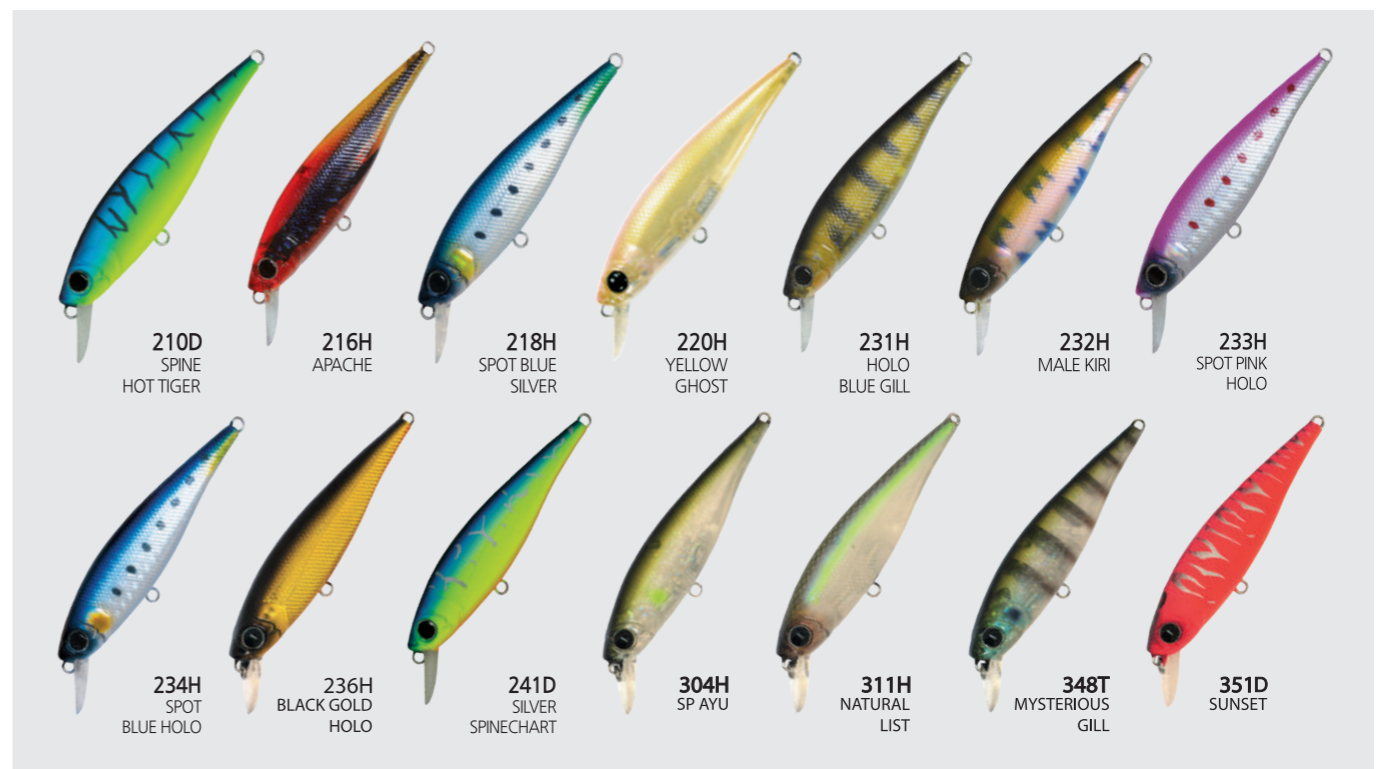 210D
SPINE
HOT TIGER
216H
APACHE
218H
SPOT BLUE
SILVER
220H
YELLOW
GHOST
231H
HOLO
BLUE GILL
232H
MALE KIRI
233H
SPOT PINK
HOLO
234H
SPOT
BLUE HOLO
236H
BLACK GOLD
HOLO
241D
SILVER
SPINECHART
304H
SP AYU
311H
NATURAL
LIST
348T
MYSTERIOUS
GILL
351D
SUNSET